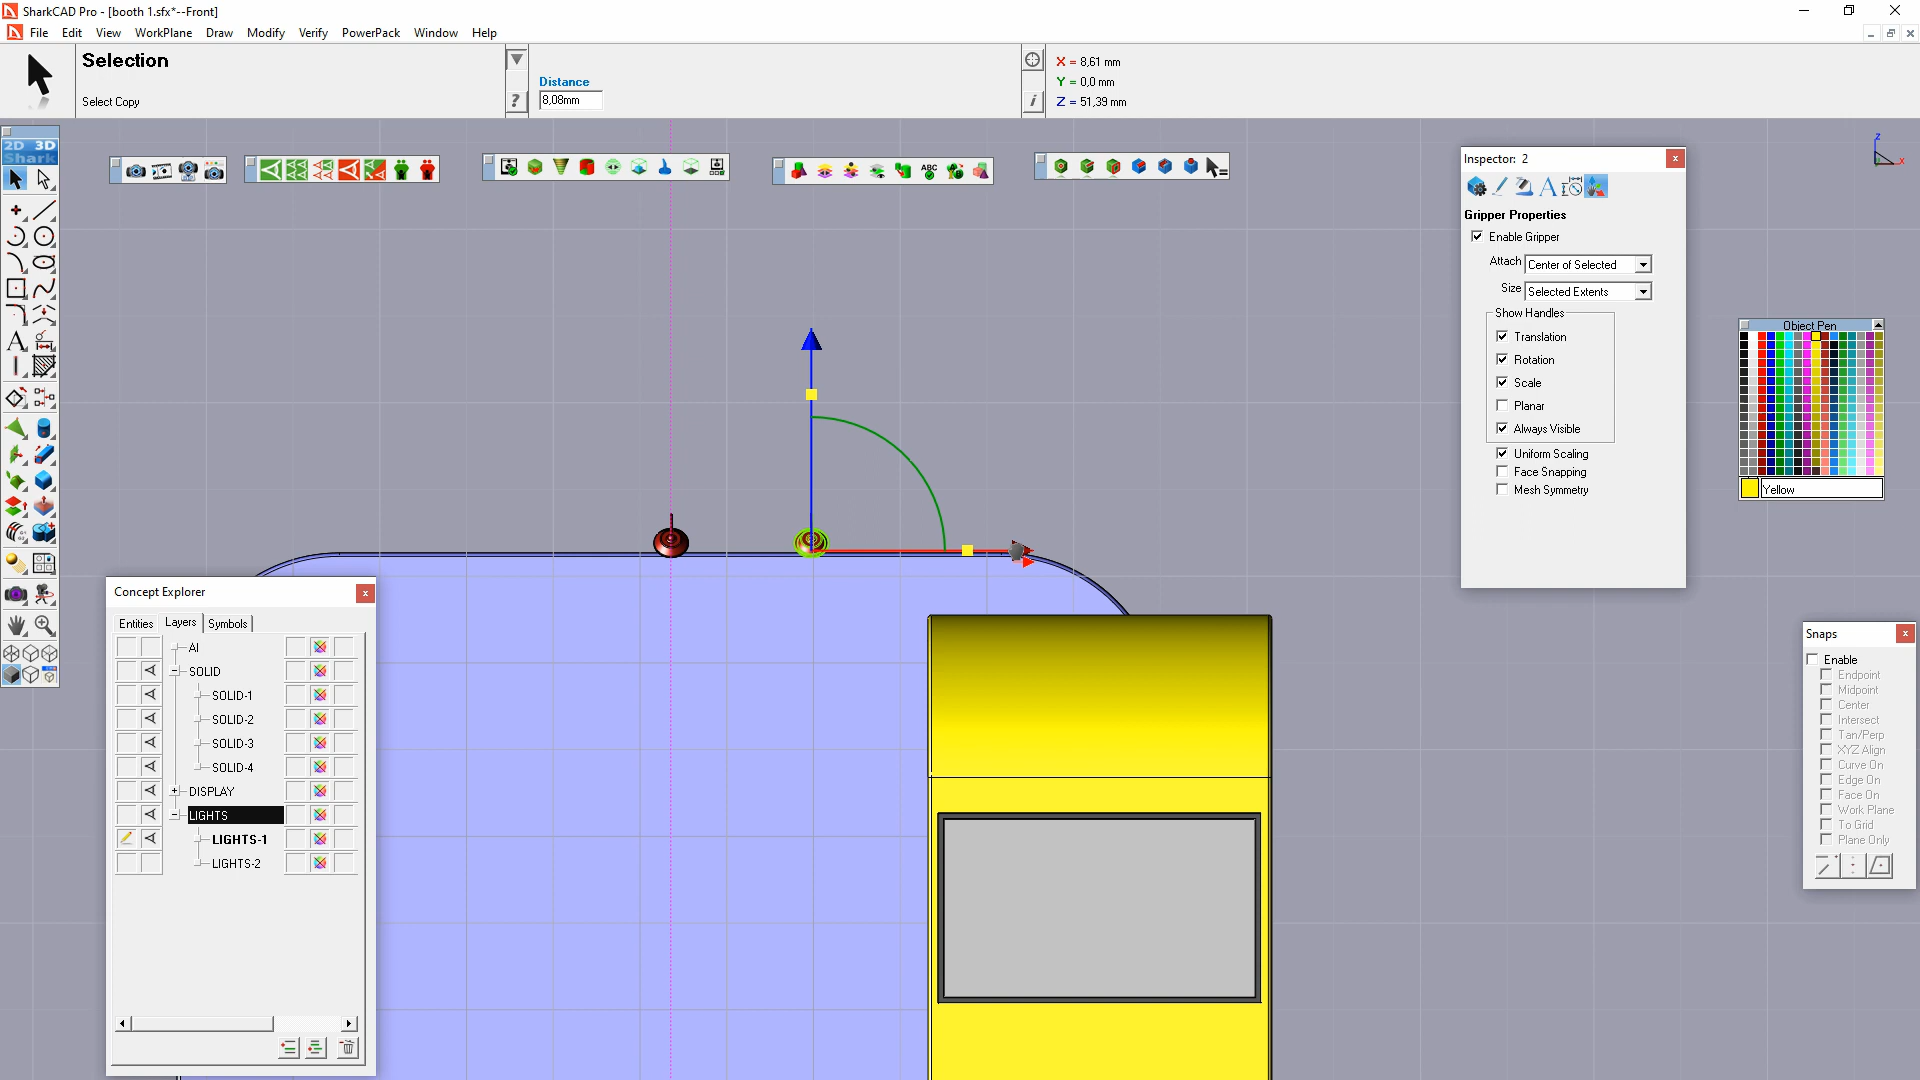 SharkCAD Pro - [booth 1.sfx*--Front]
File Edit View WorkPlane Draw Modify Verify PowerPack Window Help
Selection
Select Copy
Distance
8,08mm
X = 8,61 mm
Y = 0,0 mm
Z = 51,39 mm
2D 3D
Shark
ABC
z
x
Inspector: 2
Gripper Properties
Enable Gripper
Attach Center of Selected
Size Selected Extents
Show Handles
Translation
Rotation
Scale
Planar
Always Visible
Uniform Scaling
Face Snapping
Mesh Symmetry
Object Pen
Yellow
Concept Explorer
Entities Layers Symbols
AI
SOLID
SOLID-1
SOLID-2
SOLID-3
SOLID-4
DISPLAY
LIGHTS
LIGHTS-1
LIGHTS-2
Snaps
Enable
Endpoint
Midpoint
Center
Intersect
Tan/Perp
XYZ Align
Curve On
Edge On
Face On
Work Plane
To Grid
Plane Only